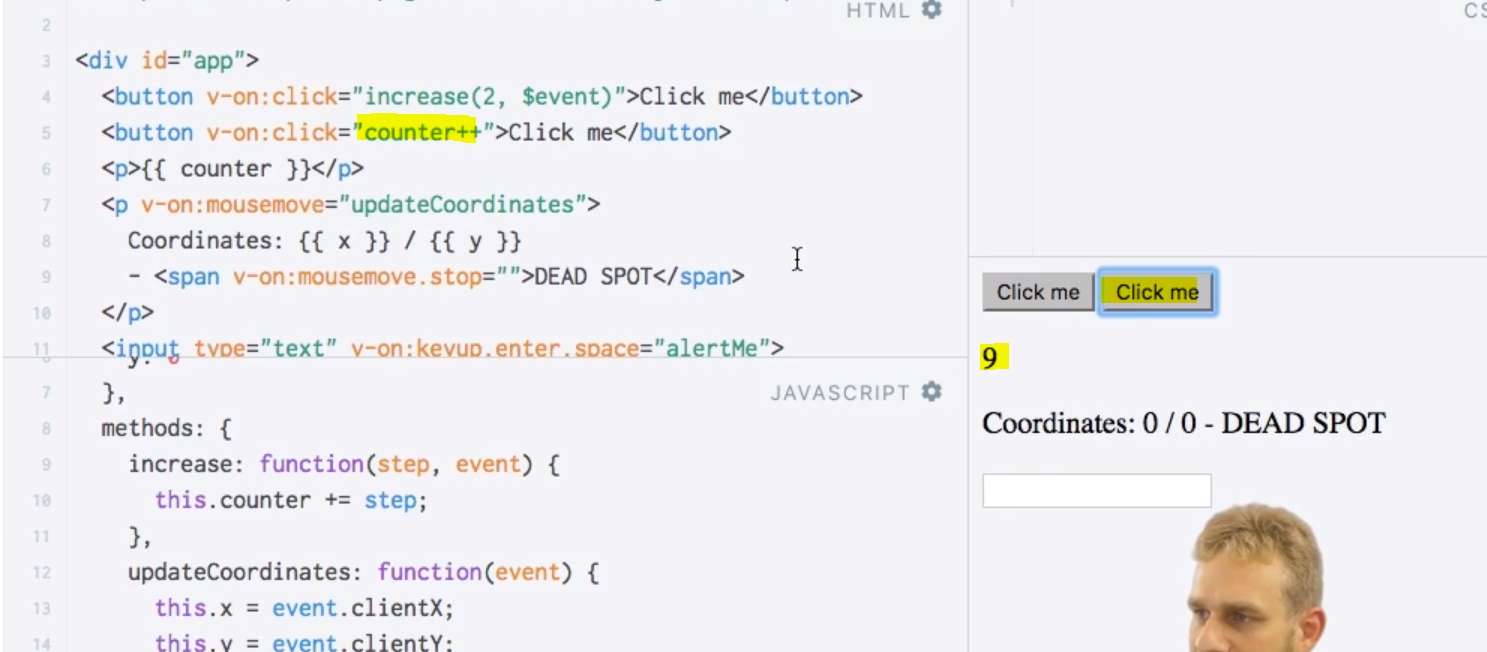 HTML
CS
1
2
3 <div id="app">
4 <button v-on:click="increase(2, $event)">Click me</button>
5 <button v-on:click="counter++">Click me</button>
6 <p>{{ counter }}</p>
7 <p v-on:mousemove="updateCoordinates">
8 Coordinates: {{ x }} / {{ y }}
9 - <span v-on:mousemove.stop="">DEAD SPOT</span>
10 </p>
11 <input type="text" v-on:keyup.enter.space="alertMe">
JAVASCRIPT
7 },
8 methods: {
9 increase: function(step, event) {
10 this.counter += step;
11 },
12 updateCoordinates: function(event) {
13 this.x = event.clientX;
14 this.y = event.clientY;
Click me Click me
9
Coordinates: 0 / 0 - DEAD SPOT